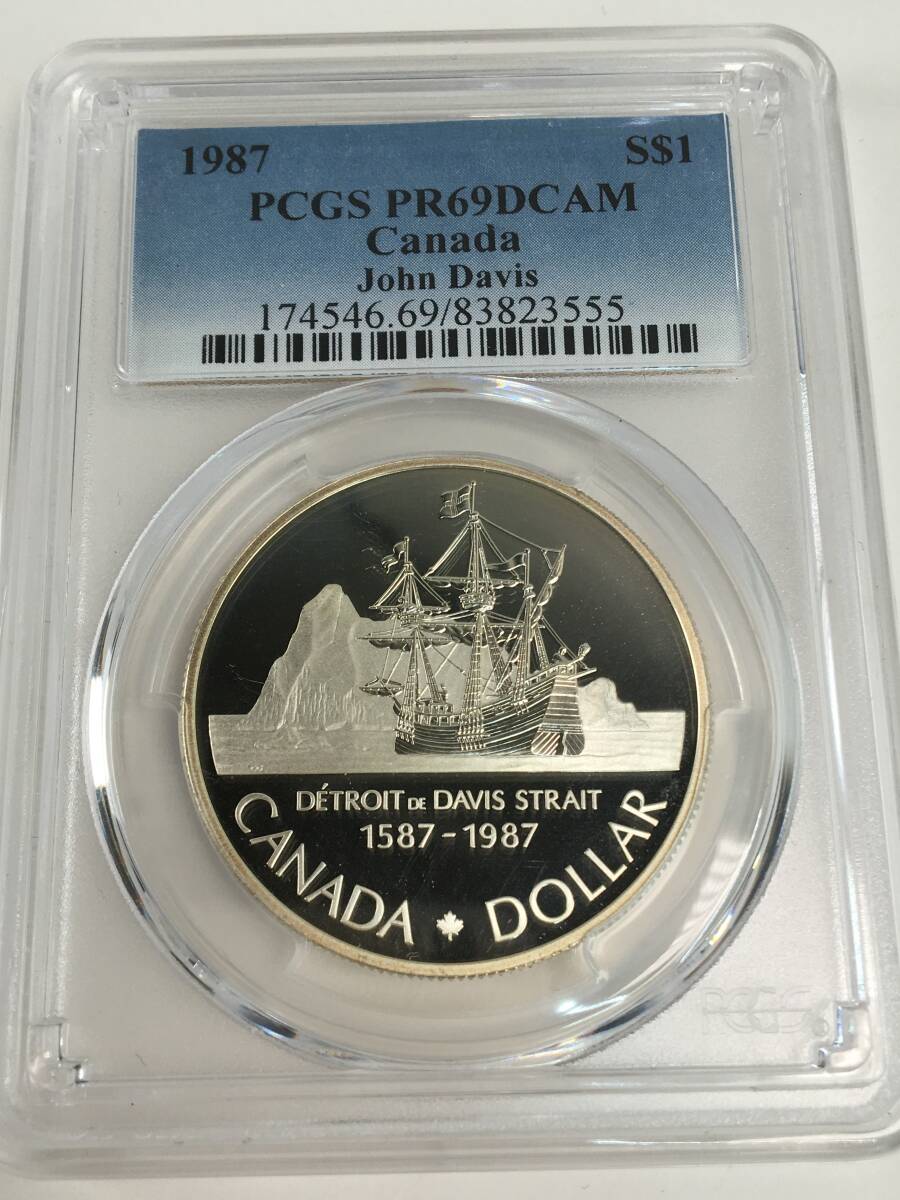 1987 S$1
PCGS PR69DCAM
Canada
John Davis
174546.69/83823555
DÉTROIT DE DAVIS STRAIT
1587-1987
CANADA DOLLAR
PCGS